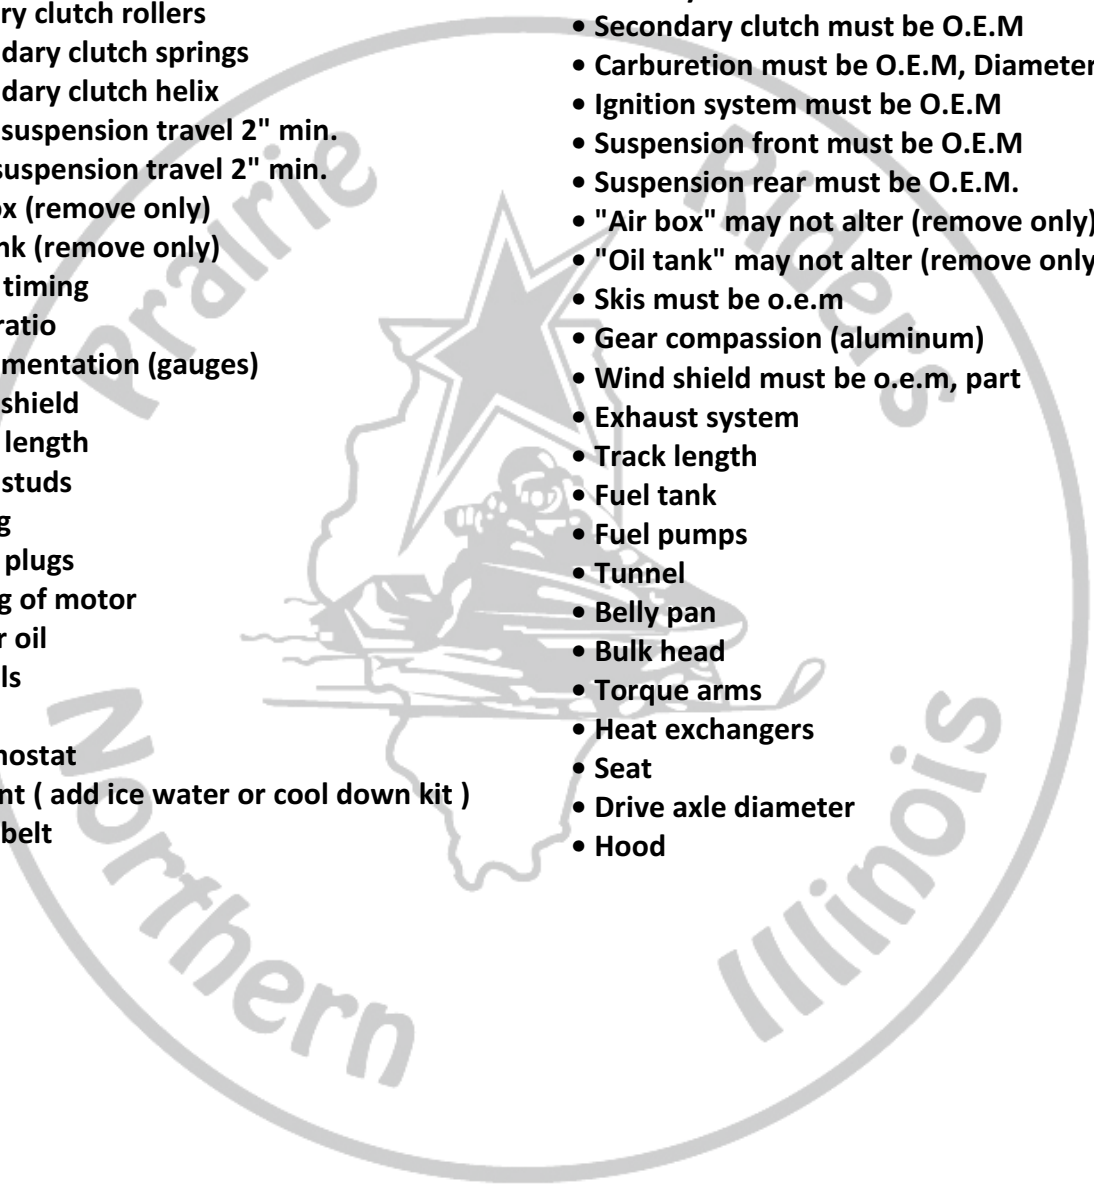 ry clutch rollers
dary clutch springs
dary clutch helix
suspension travel 2" min.
suspension travel 2" min.
ox (remove only)
nk (remove only)
timing
ratio
mentation (gauges)
shield
length
studs
g
plugs
g of motor
r oil
ls
nostat
nt ( add ice water or cool down kit )
belt
• Secondary clutch must be O.E.M
• Carburetion must be O.E.M, Diameter
• Ignition system must be O.E.M
• Suspension front must be O.E.M
• Suspension rear must be O.E.M.
• "Air box" may not alter (remove only)
• "Oil tank" may not alter (remove only
• Skis must be o.e.m
• Gear compassion (aluminum)
• Wind shield must be o.e.m, part
• Exhaust system
• Track length
• Fuel tank
• Fuel pumps
• Tunnel
• Belly pan
• Bulk head
• Torque arms
• Heat exchangers
• Seat
• Drive axle diameter
• Hood
Prairie Riders
Northern Illinois